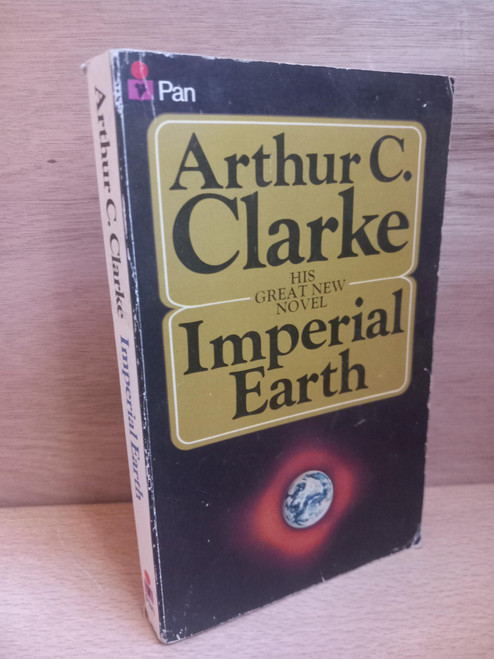 Pan
Arthur C.
Clarke
HIS
GREAT NEW
NOVEL
Imperial
Earth
Arthur C. Clarke Imperial Earth